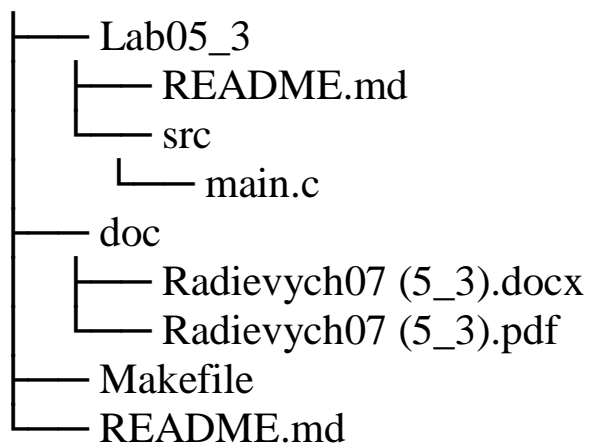 Lab05_3
README.md
src
main.c
doc
Radievych07 (5_3).docx
Radievych07 (5_3).pdf
Makefile
README.md